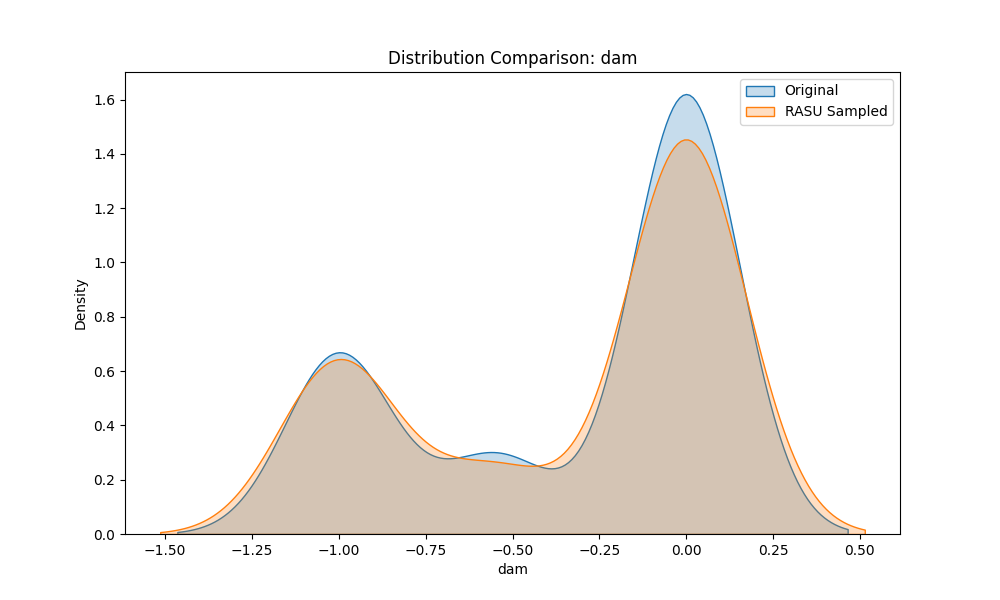 Distribution Comparison: dam
Original
RASU Sampled
Density
1.6
1.4
1.2
1.0
0.8
0.6
0.4
0.2
0.0
−1.50 −1.25 −1.00 −0.75 −0.50 −0.25 0.00 0.25 0.50
dam